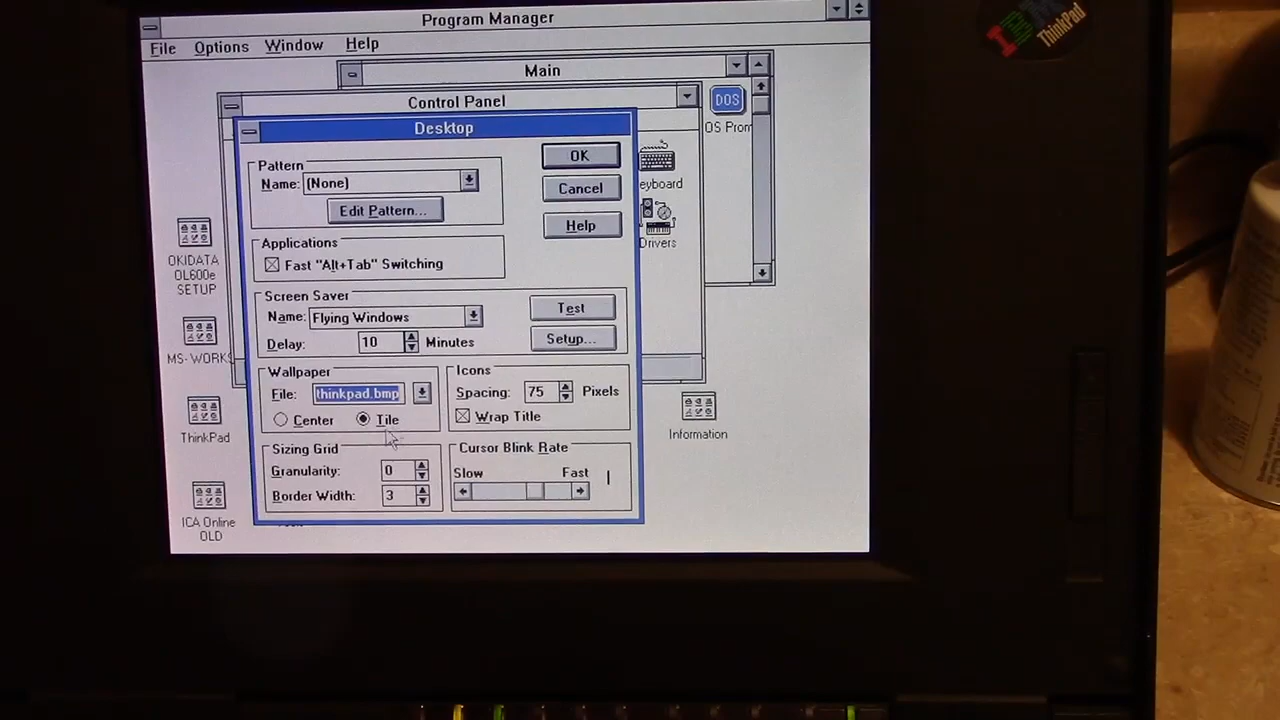 Program Manager
File Options Window Help
Main
Control Panel
Desktop
DOS
OS Prom
Pattern
Name: (None)
Edit Pattern...
OK
Cancel
Help
eyboard
Drivers
Applications
Fast "Alt+Tab" Switching
Screen Saver
Name: Flying Windows
Delay: 10 Minutes
Test
Setup...
Wallpaper
File: thinkpad.bmp
Center Tile
Icons
Spacing: 75 Pixels
Wrap Title
Sizing Grid
Granularity: 0
Border Width: 3
Cursor Blink Rate
Slow Fast
OKIDATA
OL600e
SETUP
MS-WORKS
ThinkPad
ICA Online
OLD
Information
IBM
ThinkPad